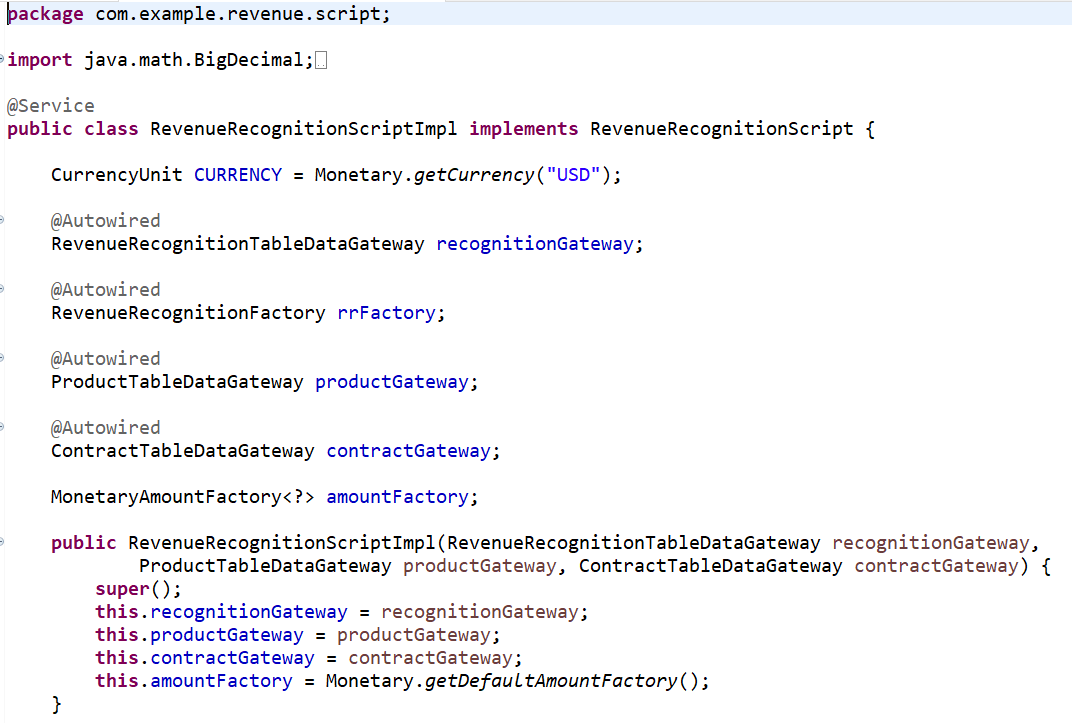 package com.example.revenue.script;
import java.math.BigDecimal;
@Service
public class RevenueRecognitionScriptImpl implements RevenueRecognitionScript {
CurrencyUnit CURRENCY = Monetary.getCurrency("USD");
@Autowired
RevenueRecognitionTableDataGateway recognitionGateway;
@Autowired
RevenueRecognitionFactory rrFactory;
@Autowired
ProductTableDataGateway productGateway;
@Autowired
ContractTableDataGateway contractGateway;
MonetaryAmountFactory<?> amountFactory;
public RevenueRecognitionScriptImpl(RevenueRecognitionTableDataGateway recognitionGateway,
ProductTableDataGateway productGateway, ContractTableDataGateway contractGateway) {
super();
this.recognitionGateway = recognitionGateway;
this.productGateway = productGateway;
this.contractGateway = contractGateway;
this.amountFactory = Monetary.getDefaultAmountFactory();
}